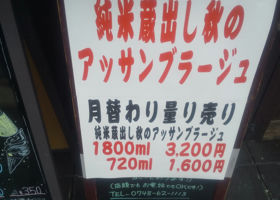 純米蔵出し秋の
アッサンブラージュ
月替わり量り売り
純米蔵出し秋のアッサンブラージュ
1800ml 3,200円
720ml 1,600円
TEL. 0748-62-1113
350